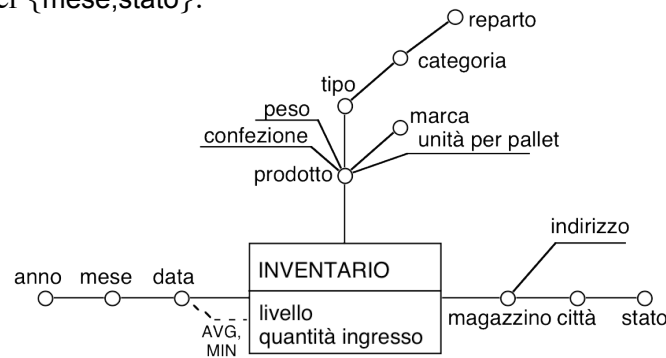 {mese,stato}.
reparto
categoria
tipo
peso
marca
confezione
unità per pallet
prodotto
indirizzo
anno mese data
INVENTARIO
livello
quantità ingresso
AVG,
MIN
magazzino città stato